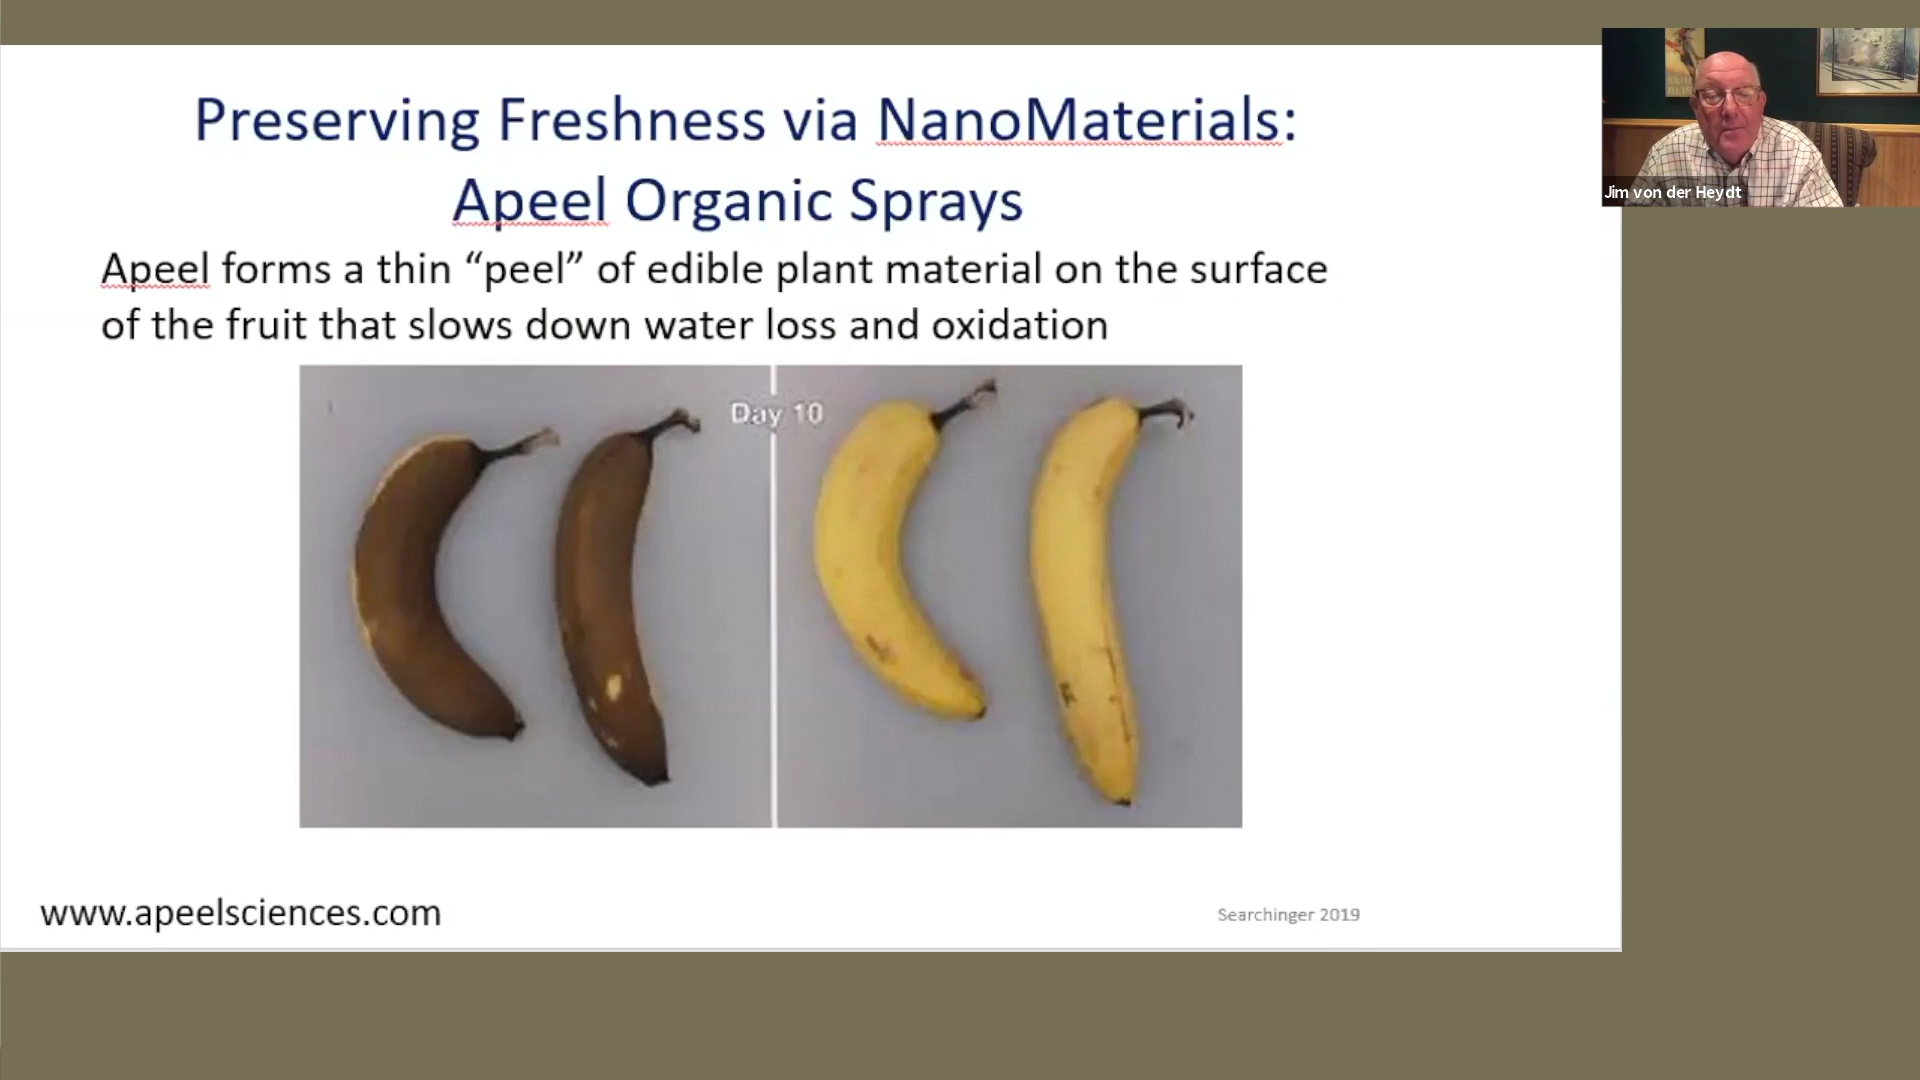 Preserving Freshness via NanoMaterials:
Apeel Organic Sprays
Apeel forms a thin “peel” of edible plant material on the surface
of the fruit that slows down water loss and oxidation
Day 10
www.apeelsciences.com
Searchinger 2019
Jim von der Heydt